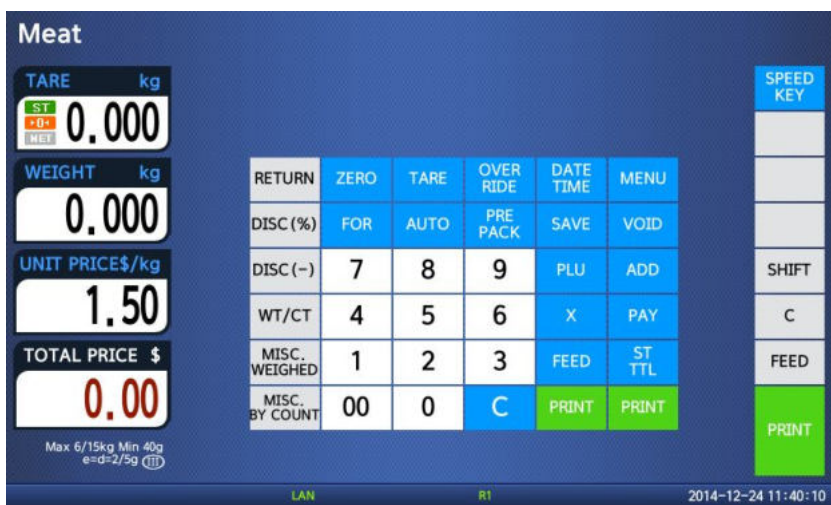 Meat
TARE kg
ST
▸0◂
NET
0.000
WEIGHT kg
0.000
UNIT PRICE$/kg
1.50
TOTAL PRICE $
0.00
Max 6/15kg Min 40g
e=d=2/5g (III)
RETURN ZERO TARE OVER RIDE DATE TIME MENU
DISC(%) FOR AUTO PRE PACK SAVE VOID
DISC(-) 7 8 9 PLU ADD
WT/CT 4 5 6 X PAY
MISC. WEIGHED 1 2 3 FEED ST TTL
MISC. BY COUNT 00 0 C PRINT PRINT
SPEED
KEY
SHIFT
C
FEED
PRINT
LAN R1 2014-12-24 11:40:10